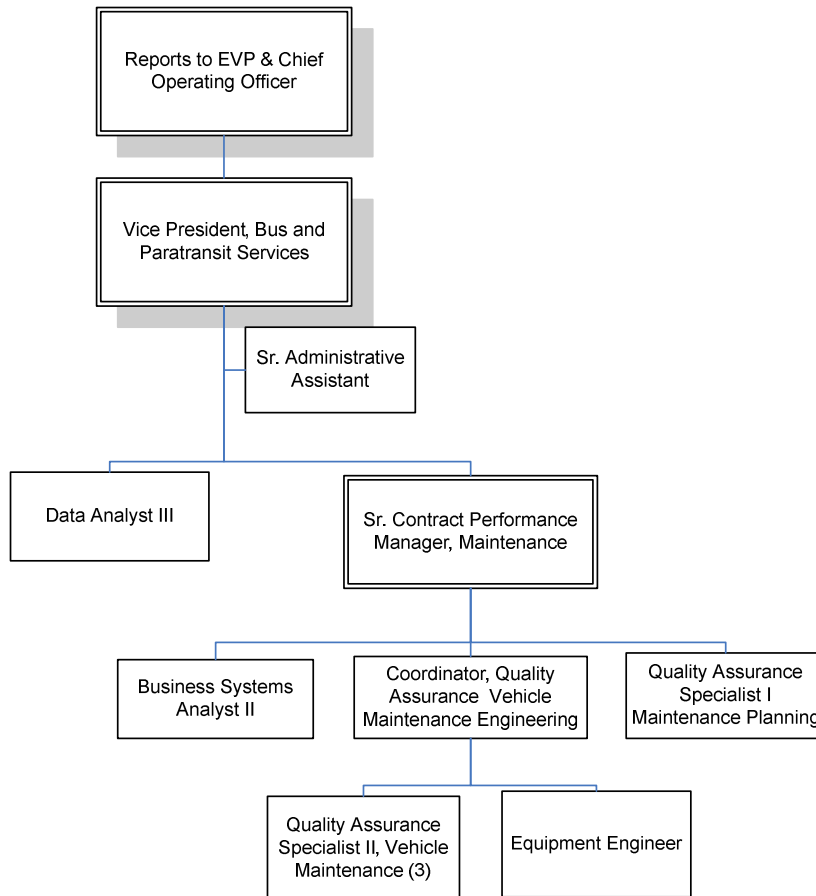 Reports to EVP & Chief
Operating Officer
Vice President, Bus and
Paratransit Services
Sr. Administrative
Assistant
Data Analyst III
Sr. Contract Performance
Manager, Maintenance
Business Systems
Analyst II
Coordinator, Quality
Assurance Vehicle
Maintenance Engineering
Quality Assurance
Specialist I
Maintenance Planning
Quality Assurance
Specialist II, Vehicle
Maintenance (3)
Equipment Engineer